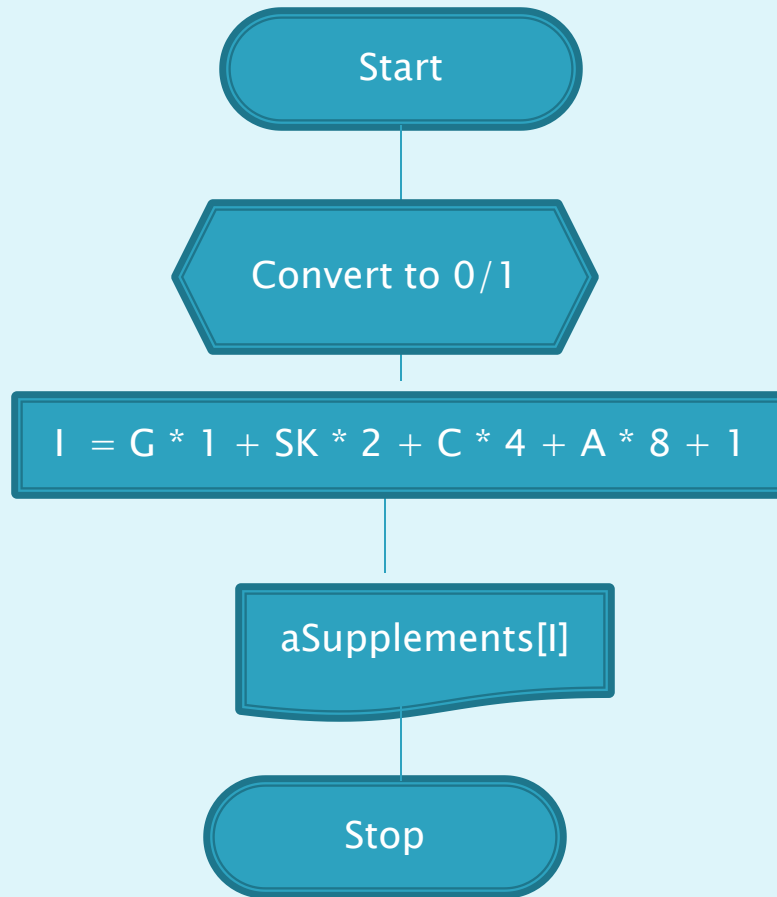 Start
Convert to 0/1
I = G * 1 + SK * 2 + C * 4 + A * 8 + 1
aSupplements[I]
Stop